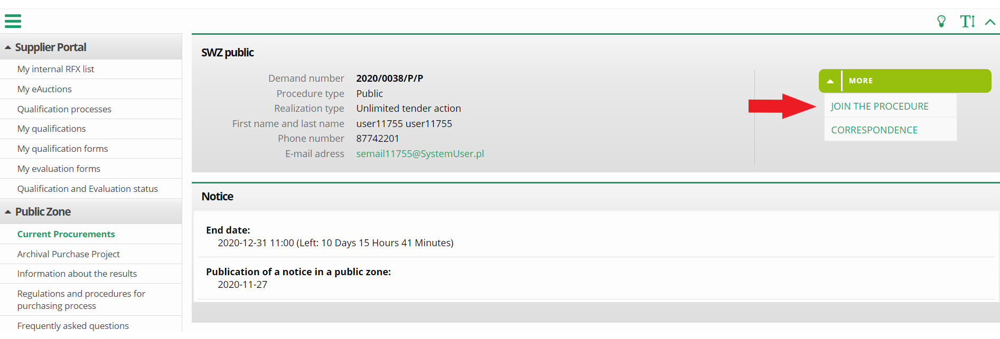 Supplier Portal
My internal RFX list
My eAuctions
Qualification processes
My qualifications
My qualification forms
My evaluation forms
Qualification and Evaluation status
Public Zone
Current Procurements
Archival Purchase Project
Information about the results
Regulations and procedures for
purchasing process
Frequently asked questions
SWZ public
Demand number 2020/0038/P/P
Procedure type Public
Realization type Unlimited tender action
First name and last name user11755 user11755
Phone number 87742201
E-mail adress semail11755@SystemUser.pl
MORE
JOIN THE PROCEDURE
CORRESPONDENCE
Notice
End date:
2020-12-31 11:00 (Left: 10 Days 15 Hours 41 Minutes)
Publication of a notice in a public zone:
2020-11-27